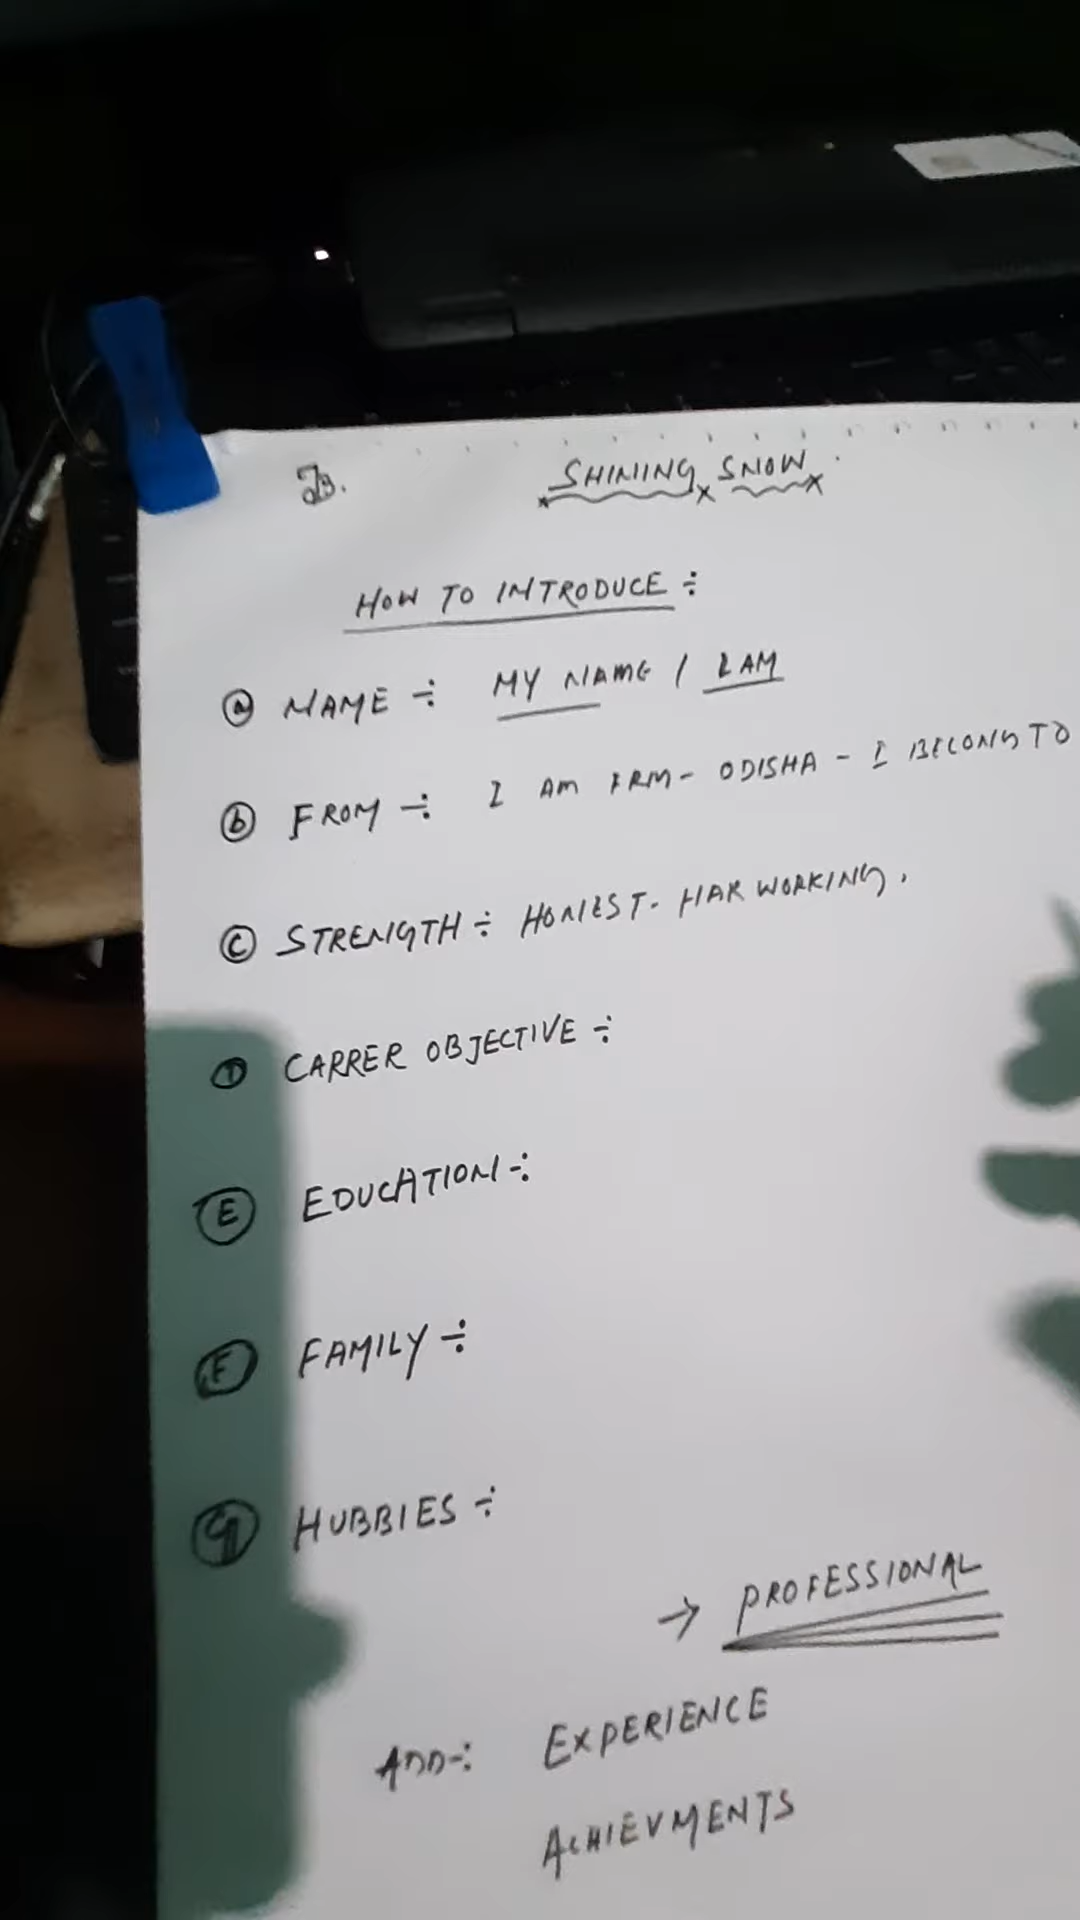 SHINING SNOW
HOW TO INTRODUCE ÷
(a) NAME ÷ MY NAME / I AM
(b) FROM ÷ I AM FRM - ODISHA - I BELONG TO
(C) STRENGTH ÷ HONEST. HAR WORKING.
(D) CARRER OBJECTIVE ÷
(E) EDUCATION ÷
(F) FAMILY ÷
(G) HUBBIES ÷
→ PROFESSIONAL
ADD ÷ EXPERIENCE
ACHIEVMENTS